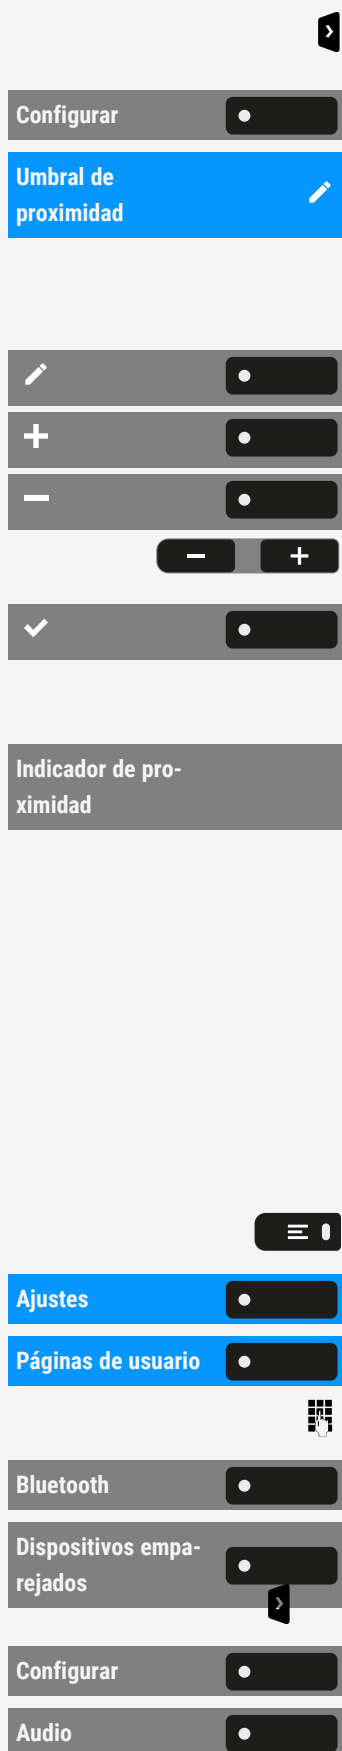 Configurar
Umbral de
proximidad
Indicador de pro-
ximidad
Ajustes
Páginas de usuario
Bluetooth
Dispositivos empa-
rejados
Configurar
Audio